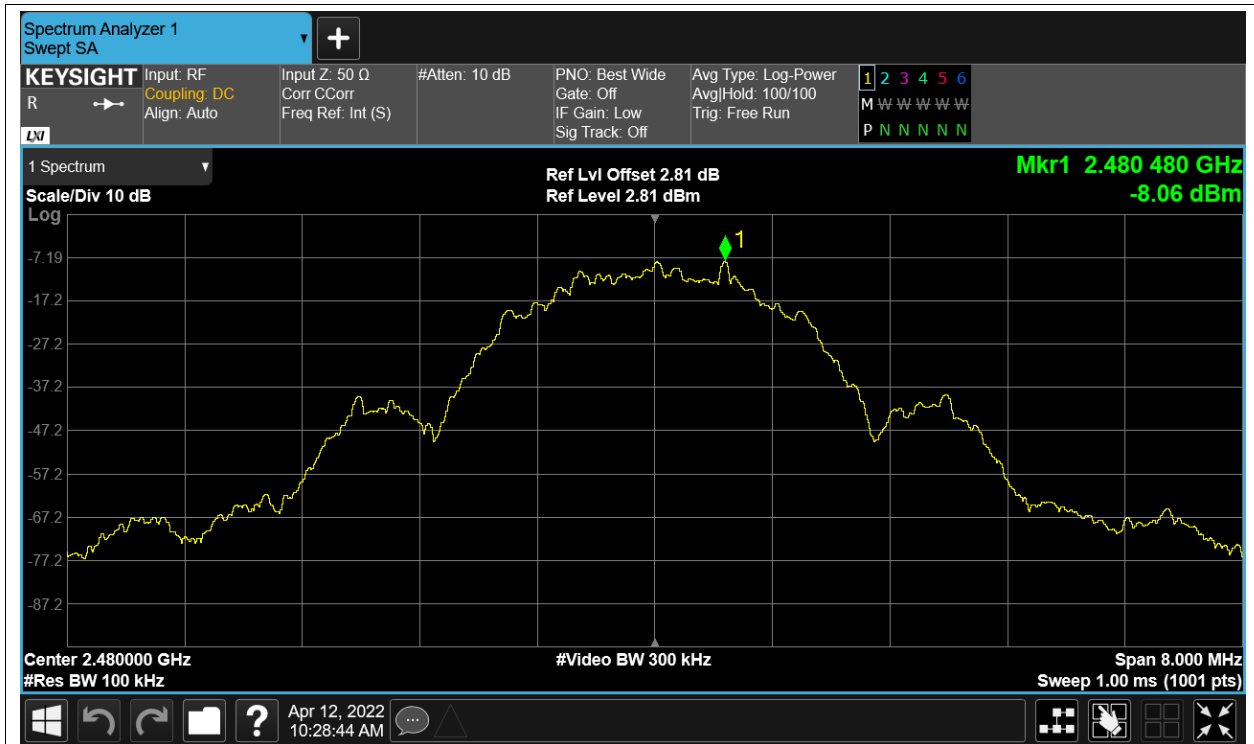 Spectrum Analyzer 1
Swept SA
+
KEYSIGHT
R
LXI
Input: RF
Coupling: DC
Align: Auto
Input Z: 50 Ω
Corr CCorr
Freq Ref: Int (S)
#Atten: 10 dB
PNO: Best Wide
Gate: Off
IF Gain: Low
Sig Track: Off
Avg Type: Log-Power
Avg|Hold: 100/100
Trig: Free Run
1 2 3 4 5 6
M W W W W W
P N N N N N
1 Spectrum
Scale/Div 10 dB
Ref Lvl Offset 2.81 dB
Ref Level 2.81 dBm
Mkr1 2.480 480 GHz
-8.06 dBm
Log
1
-7.19
-17.2
-27.2
-37.2
-47.2
-57.2
-67.2
-77.2
-87.2
Center 2.480000 GHz
#Video BW 300 kHz
Span 8.000 MHz
#Res BW 100 kHz
Sweep 1.00 ms (1001 pts)
?
Apr 12, 2022
10:28:44 AM